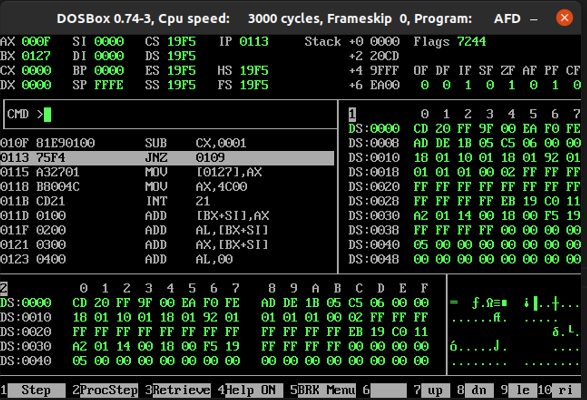 DOSBox 0.74-3, Cpu speed: 3000 cycles, Frameskip 0, Program: AFD
AX 000F SI 0000 CS 19F5 IP 0113 Stack +0 0000 Flags 7244
BX 0127 DI 0000 DS 19F5 +2 20CD
CX 0000 BP 0000 ES 19F5 HS 19F5 +4 9FFF OF DF IF SF ZF AF PF CF
DX 0000 SP FFFE SS 19F5 FS 19F5 +6 EA00 0 0 1 0 1 0 1 0
CMD >
1 0 1 2 3 4 5 6 7
DS:0000 CD 20 FF 9F 00 EA F0 FE
DS:0008 AD DE 1B 05 C5 06 00 00
010F 81E90100 SUB CX,0001
DS:0010 18 01 10 01 18 01 92 01
0113 75F4 JNZ 0109
DS:0018 01 01 01 00 02 FF FF FF
0115 A32701 MOV [0127],AX
DS:0020 FF FF FF FF FF FF FF FF
0118 B8004C MOV AX,4C00
DS:0028 FF FF FF FF EB 19 C0 11
011B CD21 INT 21
DS:0030 A2 01 14 00 18 00 F5 19
011D 0100 ADD [BX+SI],AX
DS:0038 FF FF FF FF 00 00 00 00
011F 0200 ADD AL,[BX+SI]
DS:0040 05 00 00 00 00 00 00 00
0121 0300 ADD AX,[BX+SI]
DS:0048 00 00 00 00 00 00 00 00
0123 0400 ADD AL,00
2 0 1 2 3 4 5 6 7 8 9 A B C D E F
DS:0000 CD 20 FF 9F 00 EA F0 FE AD DE 1B 05 C5 06 00 00
DS:0010 18 01 10 01 18 01 92 01 01 01 01 00 02 FF FF FF
DS:0020 FF FF FF FF FF FF FF FF FF FF FF FF EB 19 C0 11
DS:0030 A2 01 14 00 18 00 F5 19 FF FF FF FF 00 00 00 00
DS:0040 05 00 00 00 00 00 00 00 00 00 00 00 00 00 00 00
1 Step 2 ProcStep 3 Retrieve 4 Help ON 5 BRK Menu 6 7 up 8 dn 9 le 10 ri